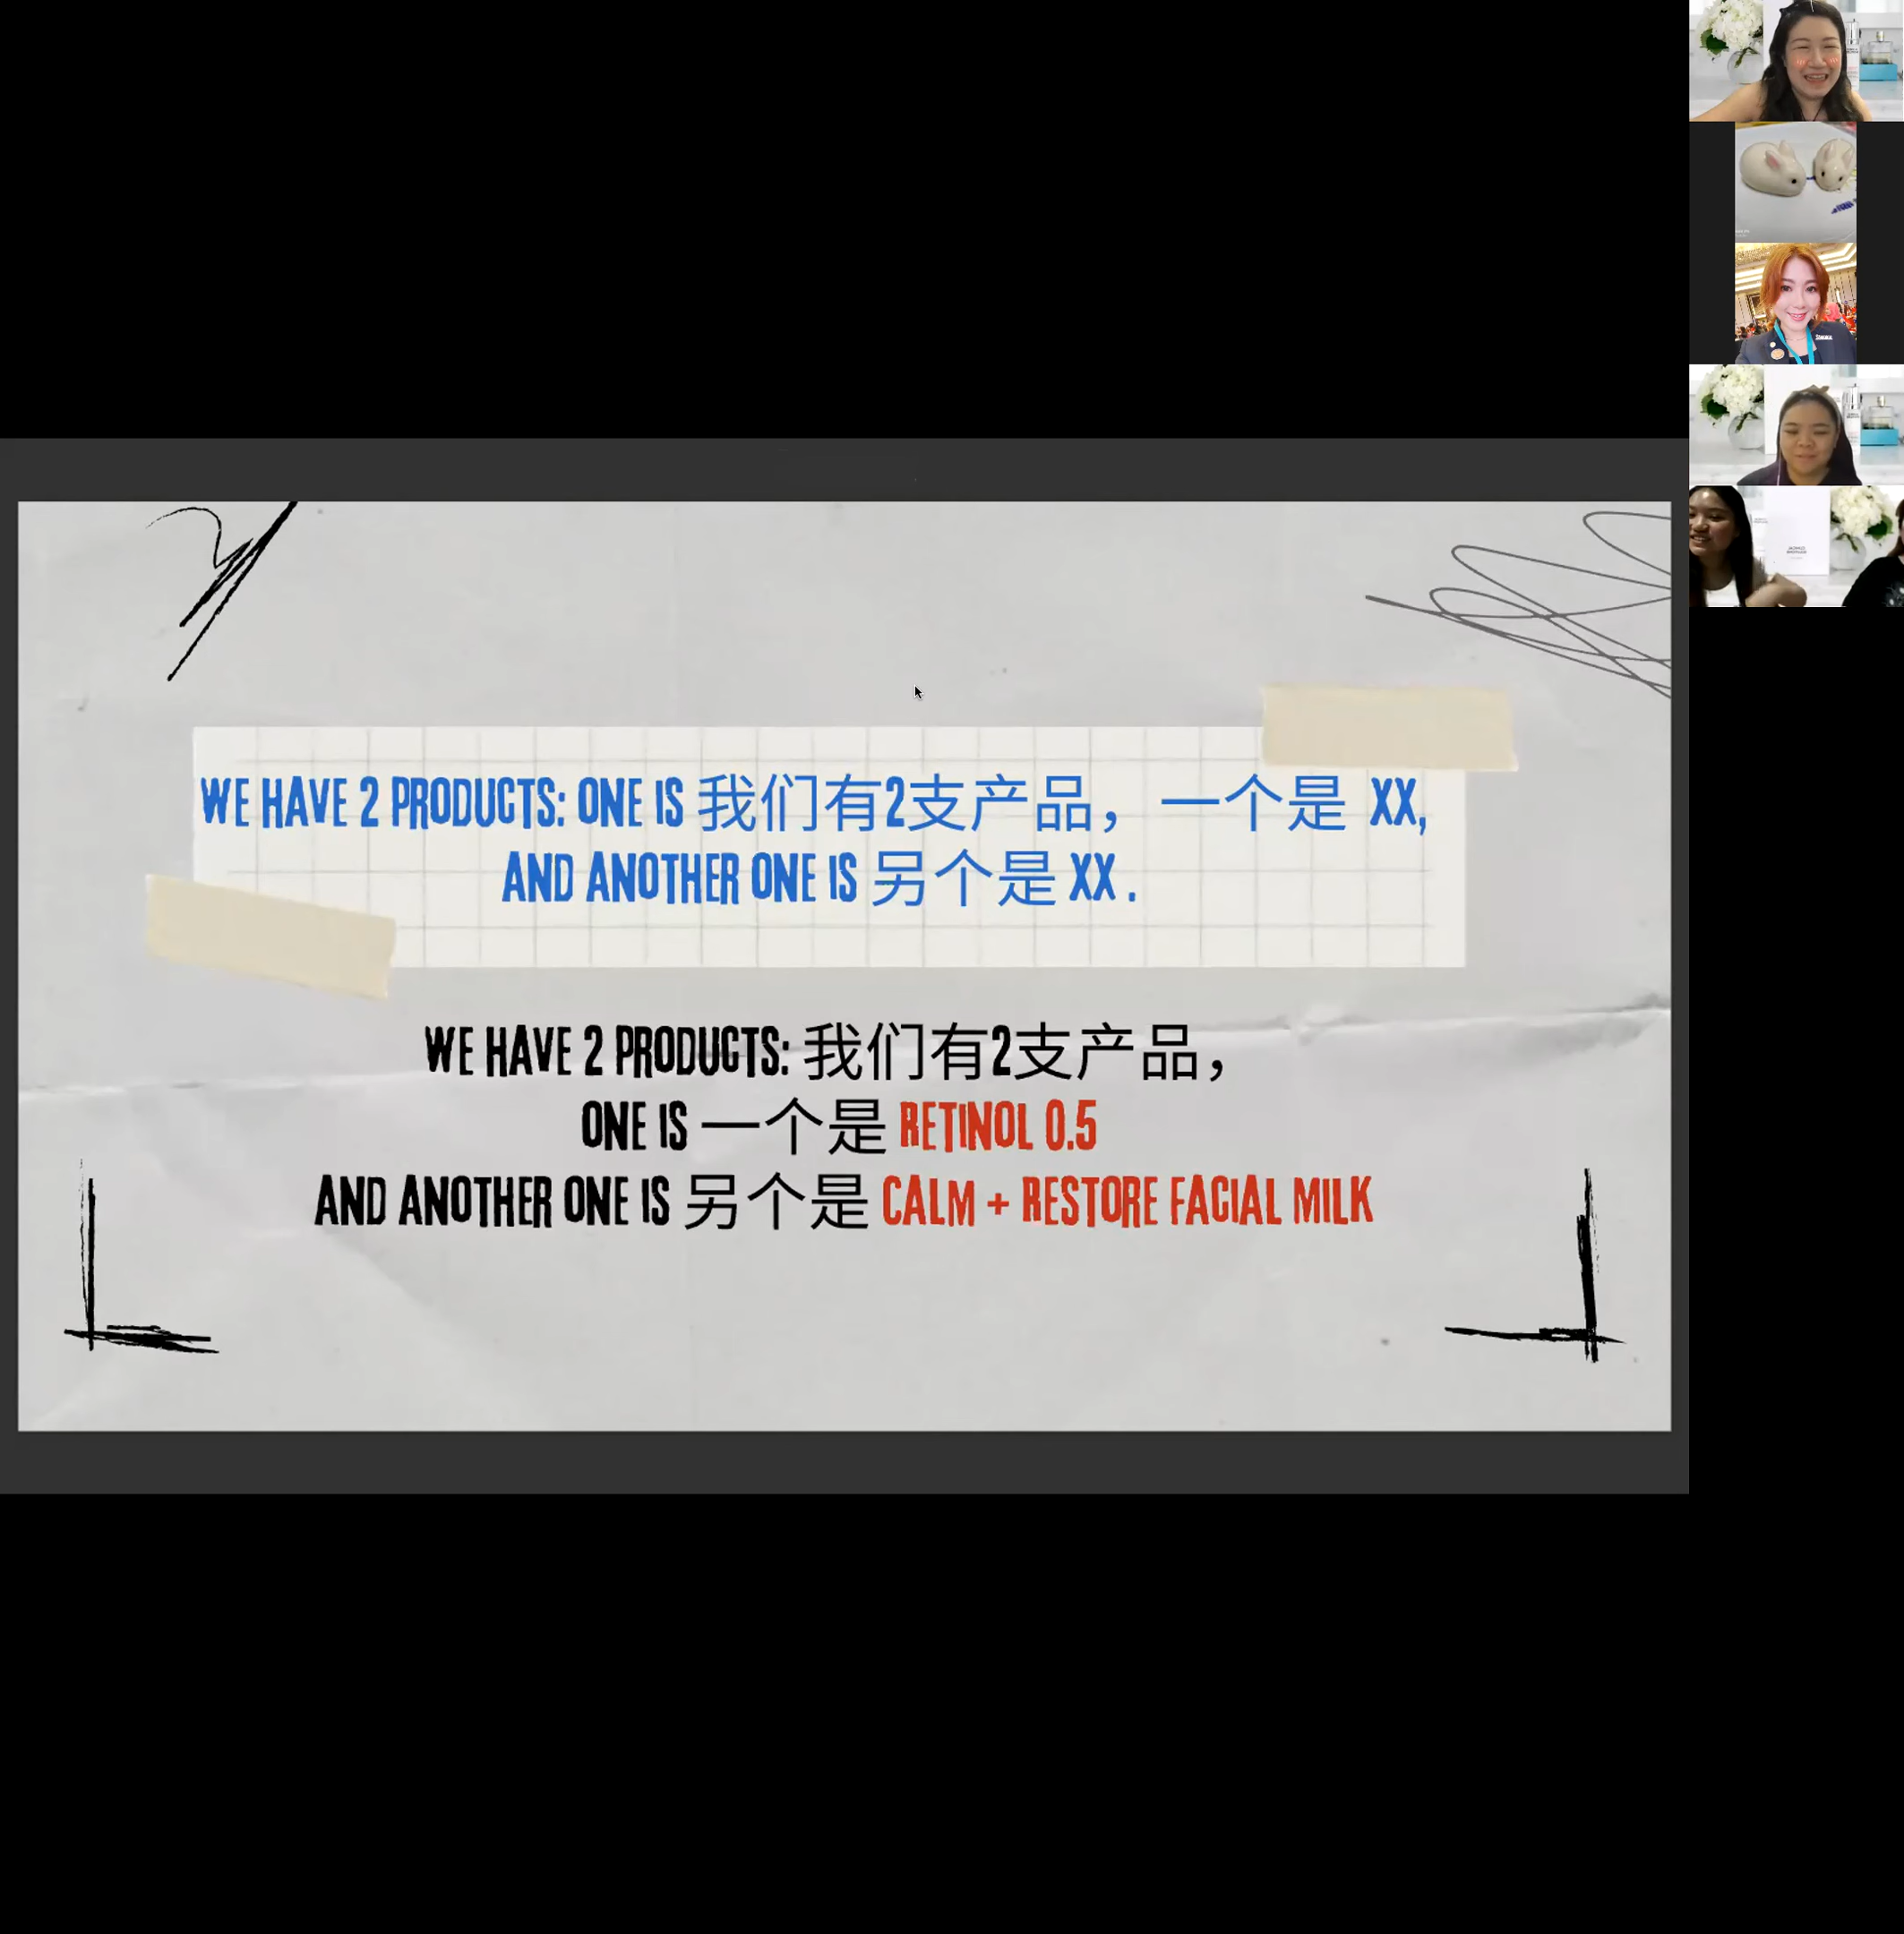 WE HAVE 2 PRODUCTS: ONE IS 我们有2支产品，一个是 XX,
AND ANOTHER ONE IS 另个是 XX .
WE HAVE 2 PRODUCTS: 我们有2支产品，
ONE IS 一个是 RETINOL 0.5
AND ANOTHER ONE IS 另个是 CALM + RESTORE FACIAL MILK